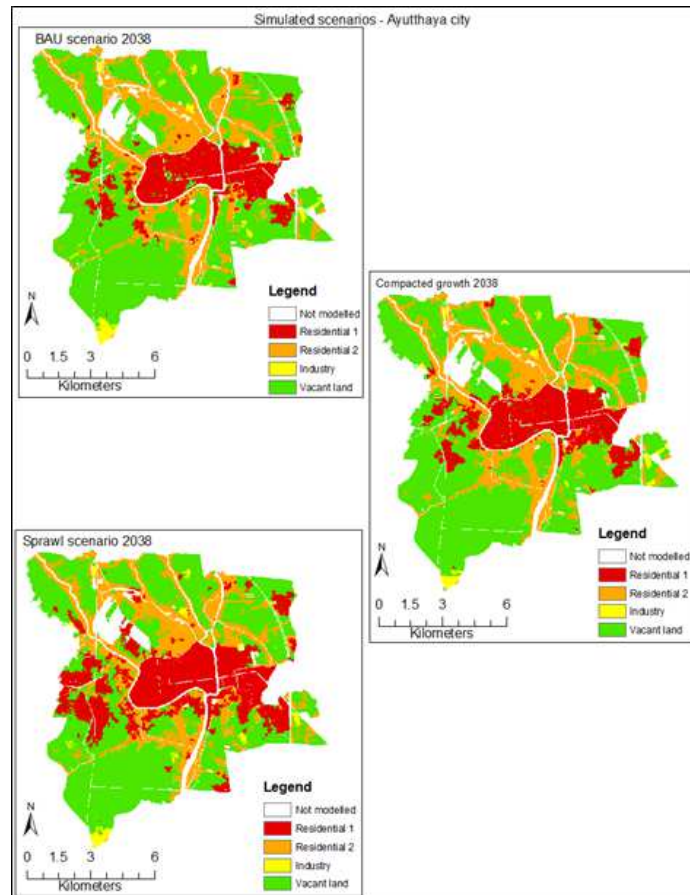 Simulated scenarios - Ayutthaya city
BAU scenario 2038
N
0 1.5 3 6
Kilometers
Legend
Not modelled
Residential 1
Residential 2
Industry
Vacant land
Compacted growth 2038
N
0 1.5 3 6
Kilometers
Legend
Not modelled
Residential 1
Residential 2
Industry
Vacant land
Sprawl scenario 2038
N
0 1.5 3 6
Kilometers
Legend
Not modelled
Residential 1
Residential 2
Industry
Vacant land